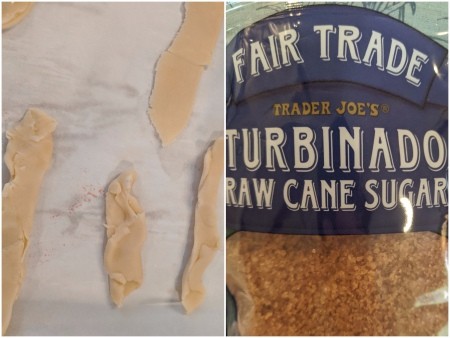 FAIR TRADE
TRADER JOE'S®
TURBINADO
RAW CANE SUGAR